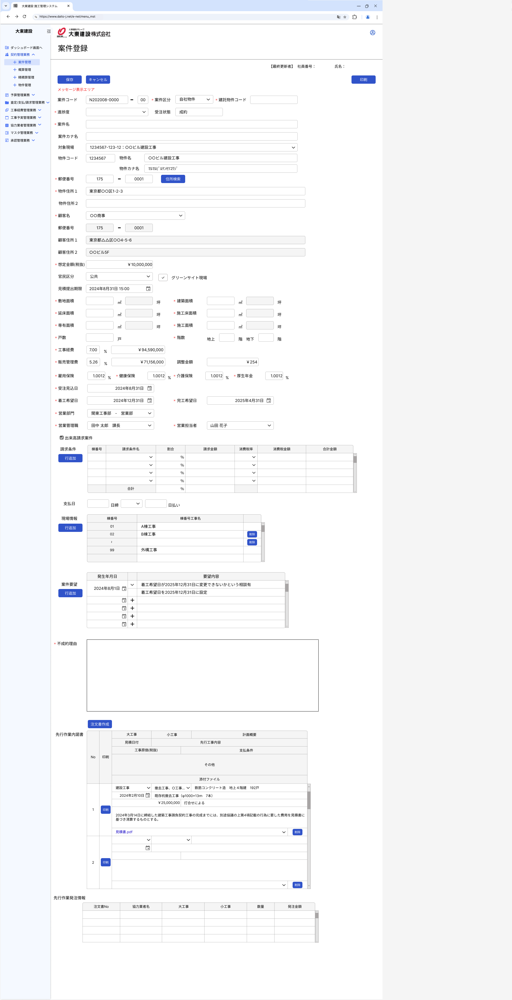 大東建設 施工管理システム
https://www.daito-j.net/e-net/menu_mst
大東建設
ダッシュボード画面へ
契約管理業務
案件管理
概算管理
精積算管理
物件管理
予算管理業務
査定/支払/請求管理業務
工事経費管理業務
工事予実管理業務
協力業者管理業務
マスタ管理業務
承認管理業務
大東建託グループ
大東建設株式会社
案件登録
【最終更新者】 社員番号： 氏名：
保存 キャンセル 印刷
メッセージ表示エリア
案件コード N202008-0000 - 00 * 案件区分 自社物件 * 建託物件コード
* 進捗度 受注状態 成約
* 案件名
案件カナ名
対象現場 1234567-123-12：〇〇ビル建設工事
物件コード 1234567 物件名 〇〇ビル建設工事
物件カナ名 ﾏﾙﾏﾙﾋﾞﾙｹﾝｾﾂｺｳｼﾞ
* 郵便番号 175 - 0001 住所検索
* 物件住所１ 東京都〇〇区1-2-3
物件住所２
* 顧客名 〇〇商事
郵便番号 175 - 0001
顧客住所１ 東京都△△区〇〇4-5-6
顧客住所２ 〇〇ビル5F
* 想定金額(税抜) ￥10,000,000
官民区分 公共 グリーンサイト現場
見積提出期限 2024年8月31日 15:00
* 敷地面積 ㎡ 坪 * 建築面積 ㎡ 坪
* 延床面積 ㎡ 坪 * 施工床面積 ㎡ 坪
* 専有面積 ㎡ 坪 * 施工面積 ㎡ 坪
* 戸数 戸 * 階数 地上 階 地下 階
* 工事経費 7.00 % ￥94,590,000
* 販売管理費 5.26 % ￥71,156,000 調整金額 ￥254
* 雇用保険 1.0012 % * 健康保険 1.0012 % * 介護保険 1.0012 % * 厚生年金 1.0012 %
* 受注見込日 2024年8月31日
* 着工希望日 2024年12月31日 * 完工希望日 2025年4月31日
* 営業部門 関東工事部 - 営業部
* 営業管理職 田中 太郎 課長 * 営業担当者 山田 花子
出来高請求案件
請求条件 棟番号 請求条件名 割合 請求金額 消費税率 消費税金額 合計金額
行追加 %
%
%
%
合計 %
支払日 日締 日払い
現場情報 棟番号 棟番号工事名
行追加 01 A棟工事
02 B棟工事 削除
~ 削除
99 外構工事
発生年月日 要望内容
案件要望 2024年8月1日 着工希望日が2025年12月31日に変更できないかという相談有
行追加 着工希望日を2025年12月31日に設定
* 不成約理由
注文書作成
先行作業内諾書 No 印刷 大工事 小工事 計画概要
見積日付 先行工事内容
工事原価(税抜) 支払条件
その他
添付ファイル
1 印刷 建設工事 撤去工事、〇工事... 鉄筋コンクリート造 地上４階建 192戸
2024年2月10日 既存杭撤去工事（φ1000×13ｍ 7本）
￥25,000,000 打合せによる
2024年3月14日に締結した建築工事請負契約工事の完成までには、別途協議の上第4項記載の行為に要した費用を見積書に
基づき清算するものとする。
見積書.pdf 削除
2 印刷
削除
先行作業発注情報
注文書No 協力業者名 大工事 小工事 数量 発注金額